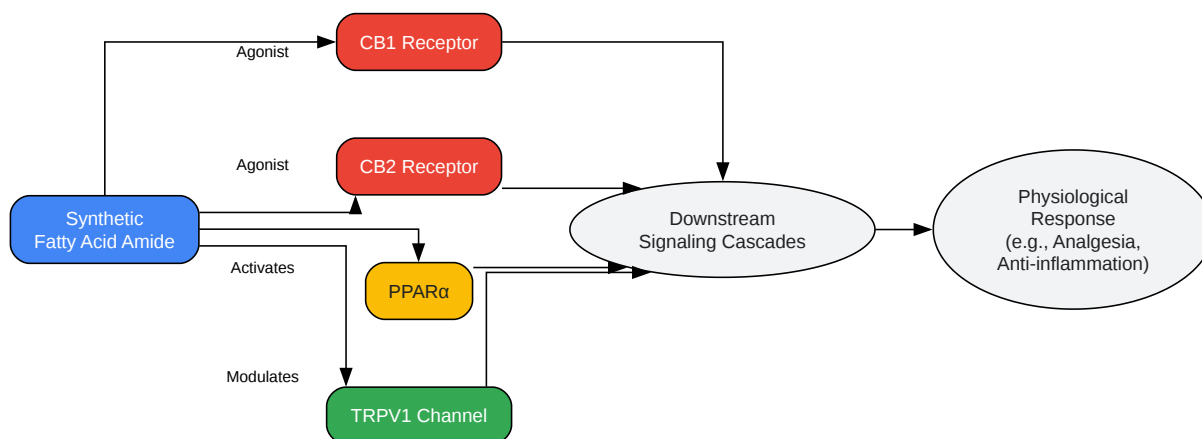 CB1 Receptor
Agonist
CB2 Receptor
Agonist
Synthetic
Fatty Acid Amide
Activates
PPARα
Modulates
TRPV1 Channel
Downstream
Signaling Cascades
Physiological
Response
(e.g., Analgesia,
Anti-inflammation)